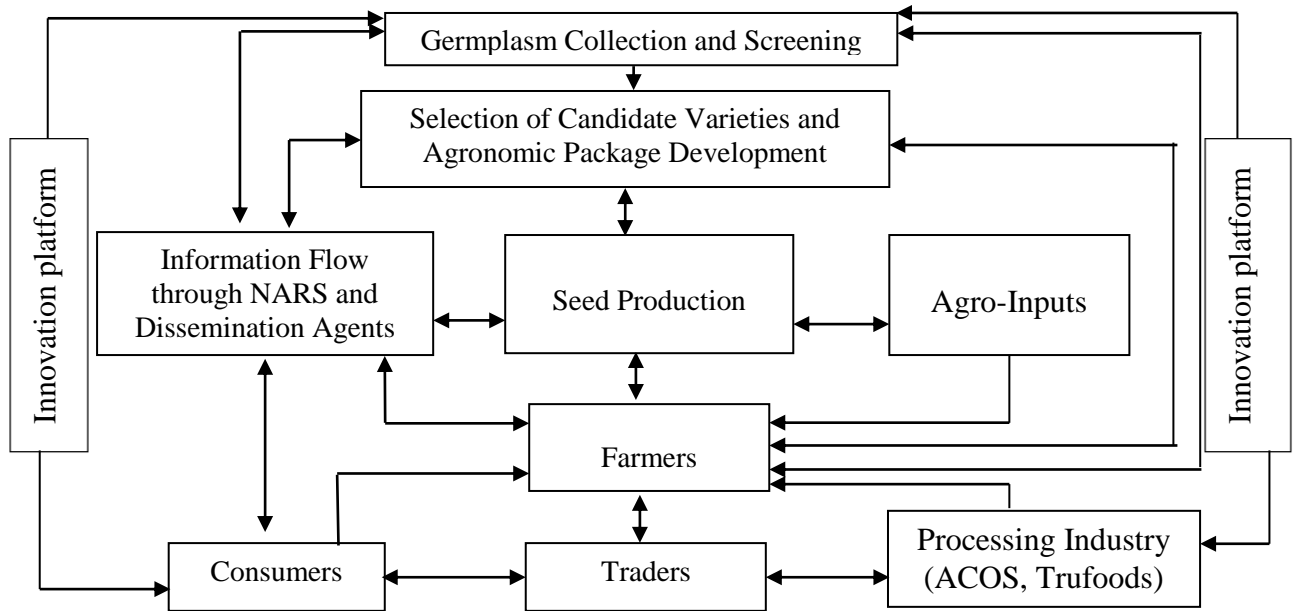 Germplasm Collection and Screening
Selection of Candidate Varieties and
Agronomic Package Development
Innovation platform
Innovation platform
Information Flow
through NARS and
Dissemination Agents
Seed Production
Agro-Inputs
Farmers
Consumers
Traders
Processing Industry
(ACOS, Trufoods)